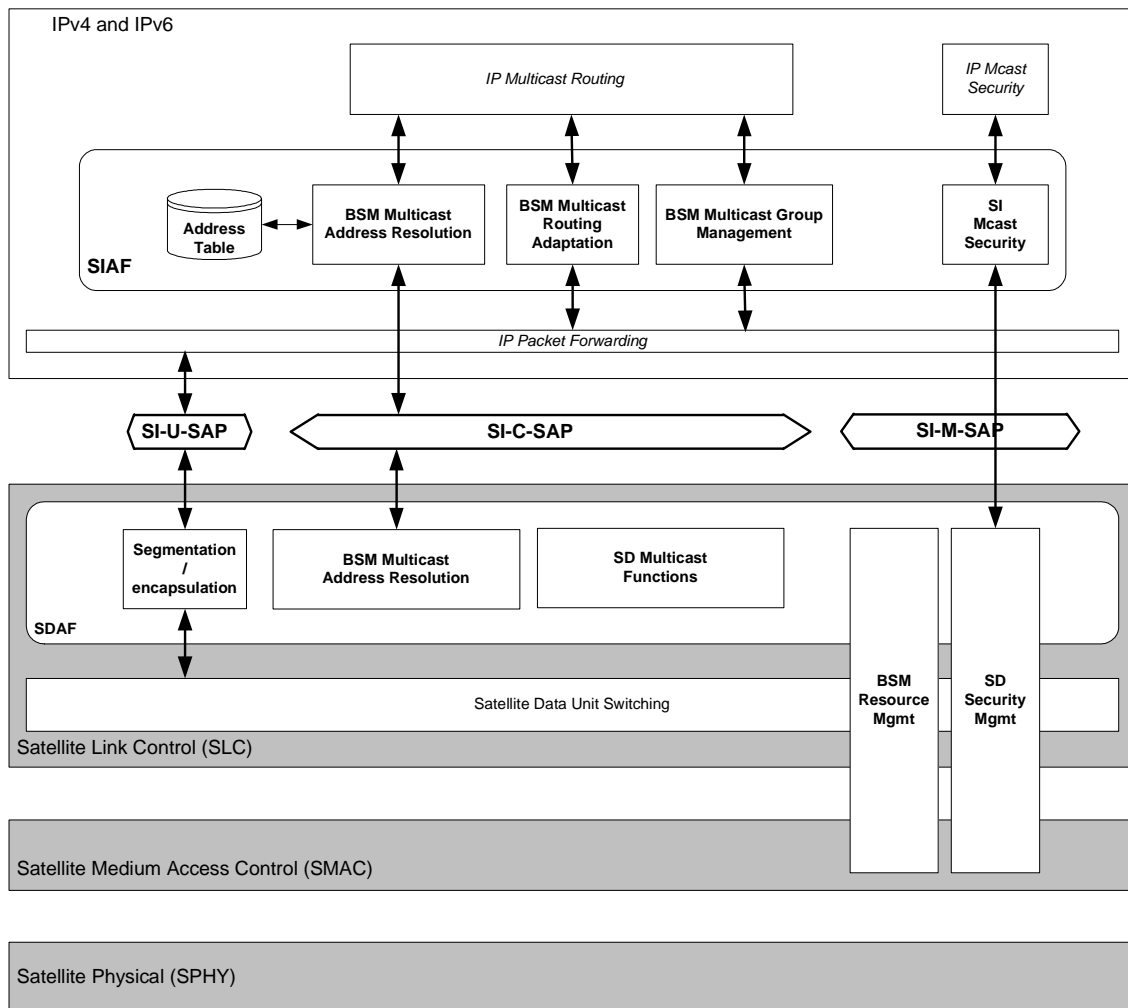 IPv4 and IPv6
IP Multicast Routing
IP Mcast
Security
Address
Table
BSM Multicast
Address Resolution
BSM Multicast
Routing
Adaptation
BSM Multicast Group
Management
SI
Mcast
Security
SIAF
IP Packet Forwarding
SI-U-SAP
SI-C-SAP
SI-M-SAP
Segmentation
/
encapsulation
BSM Multicast
Address Resolution
SD Multicast
Functions
SDAF
BSM
Resource
Mgmt
SD
Security
Mgmt
Satellite Data Unit Switching
Satellite Link Control (SLC)
Satellite Medium Access Control (SMAC)
Satellite Physical (SPHY)